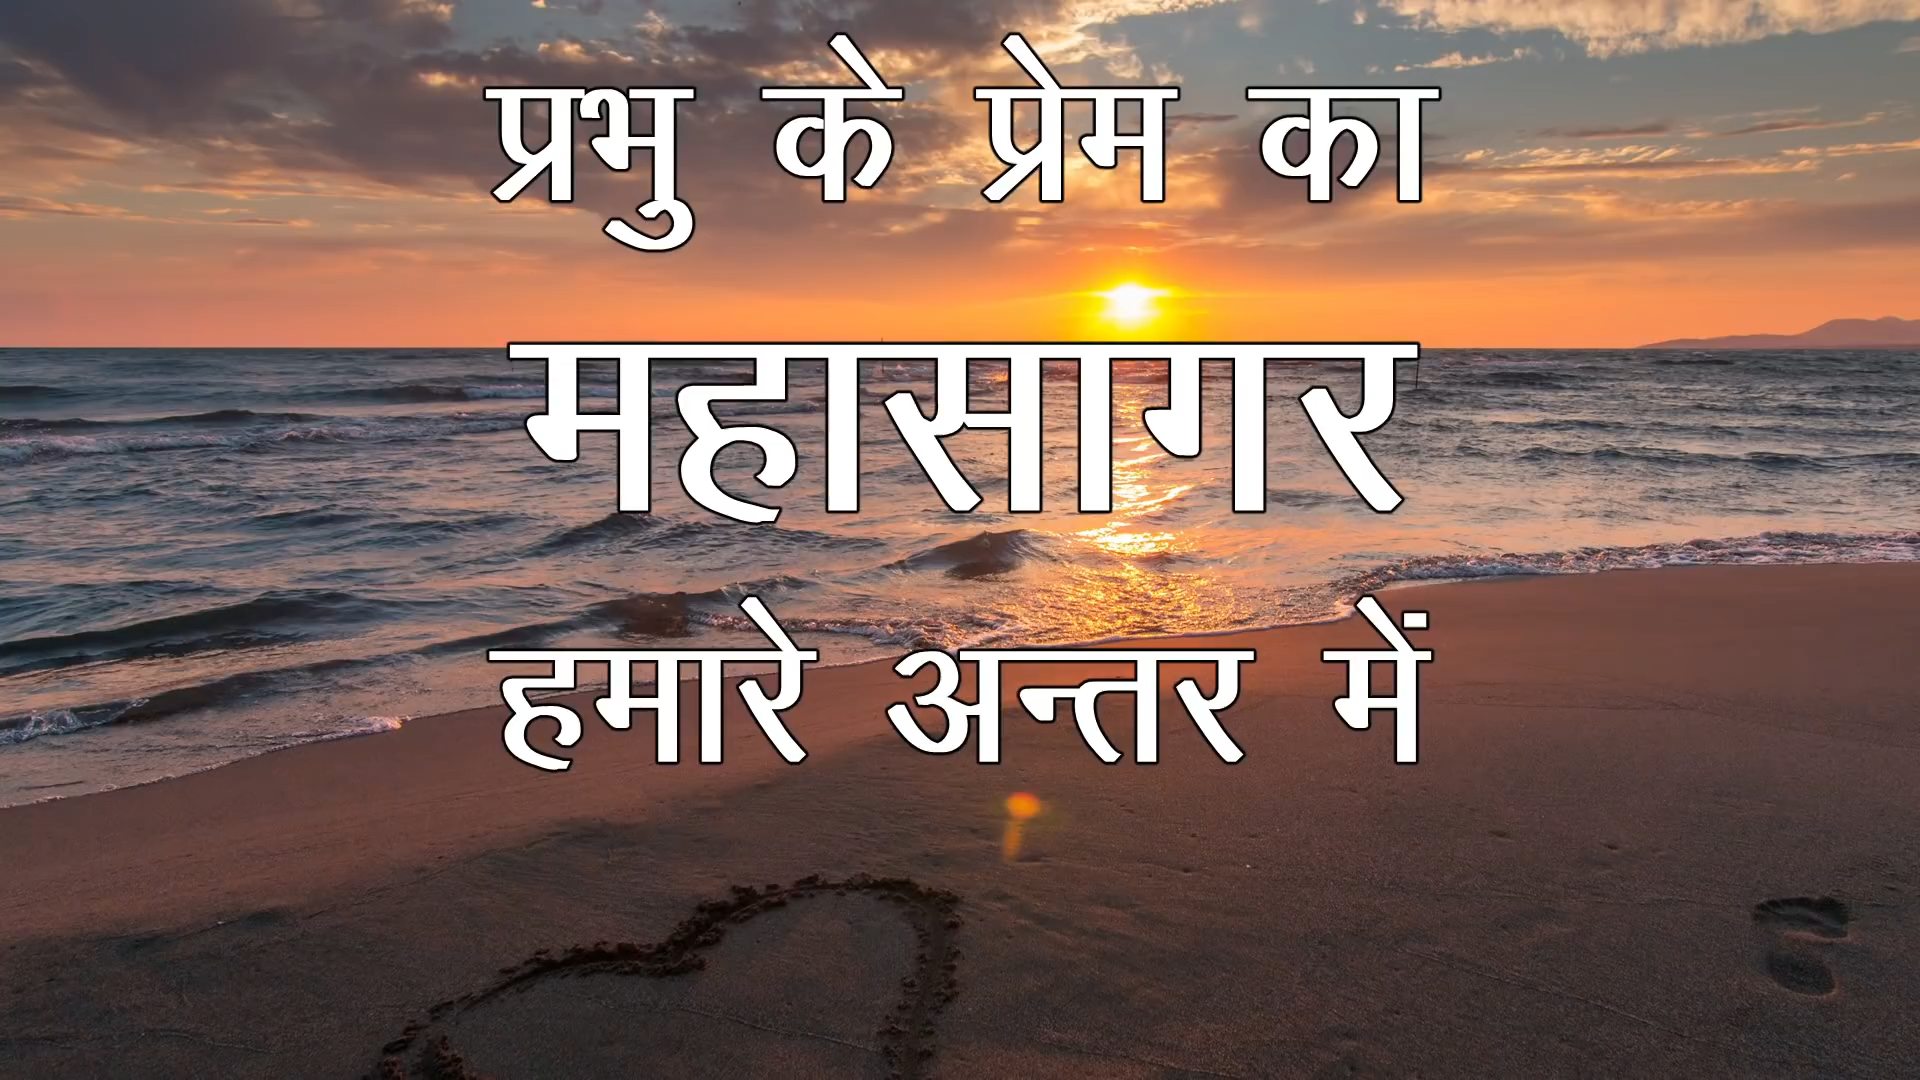 प्रभु के प्रेम का
महासागर
हमारे अन्तर में